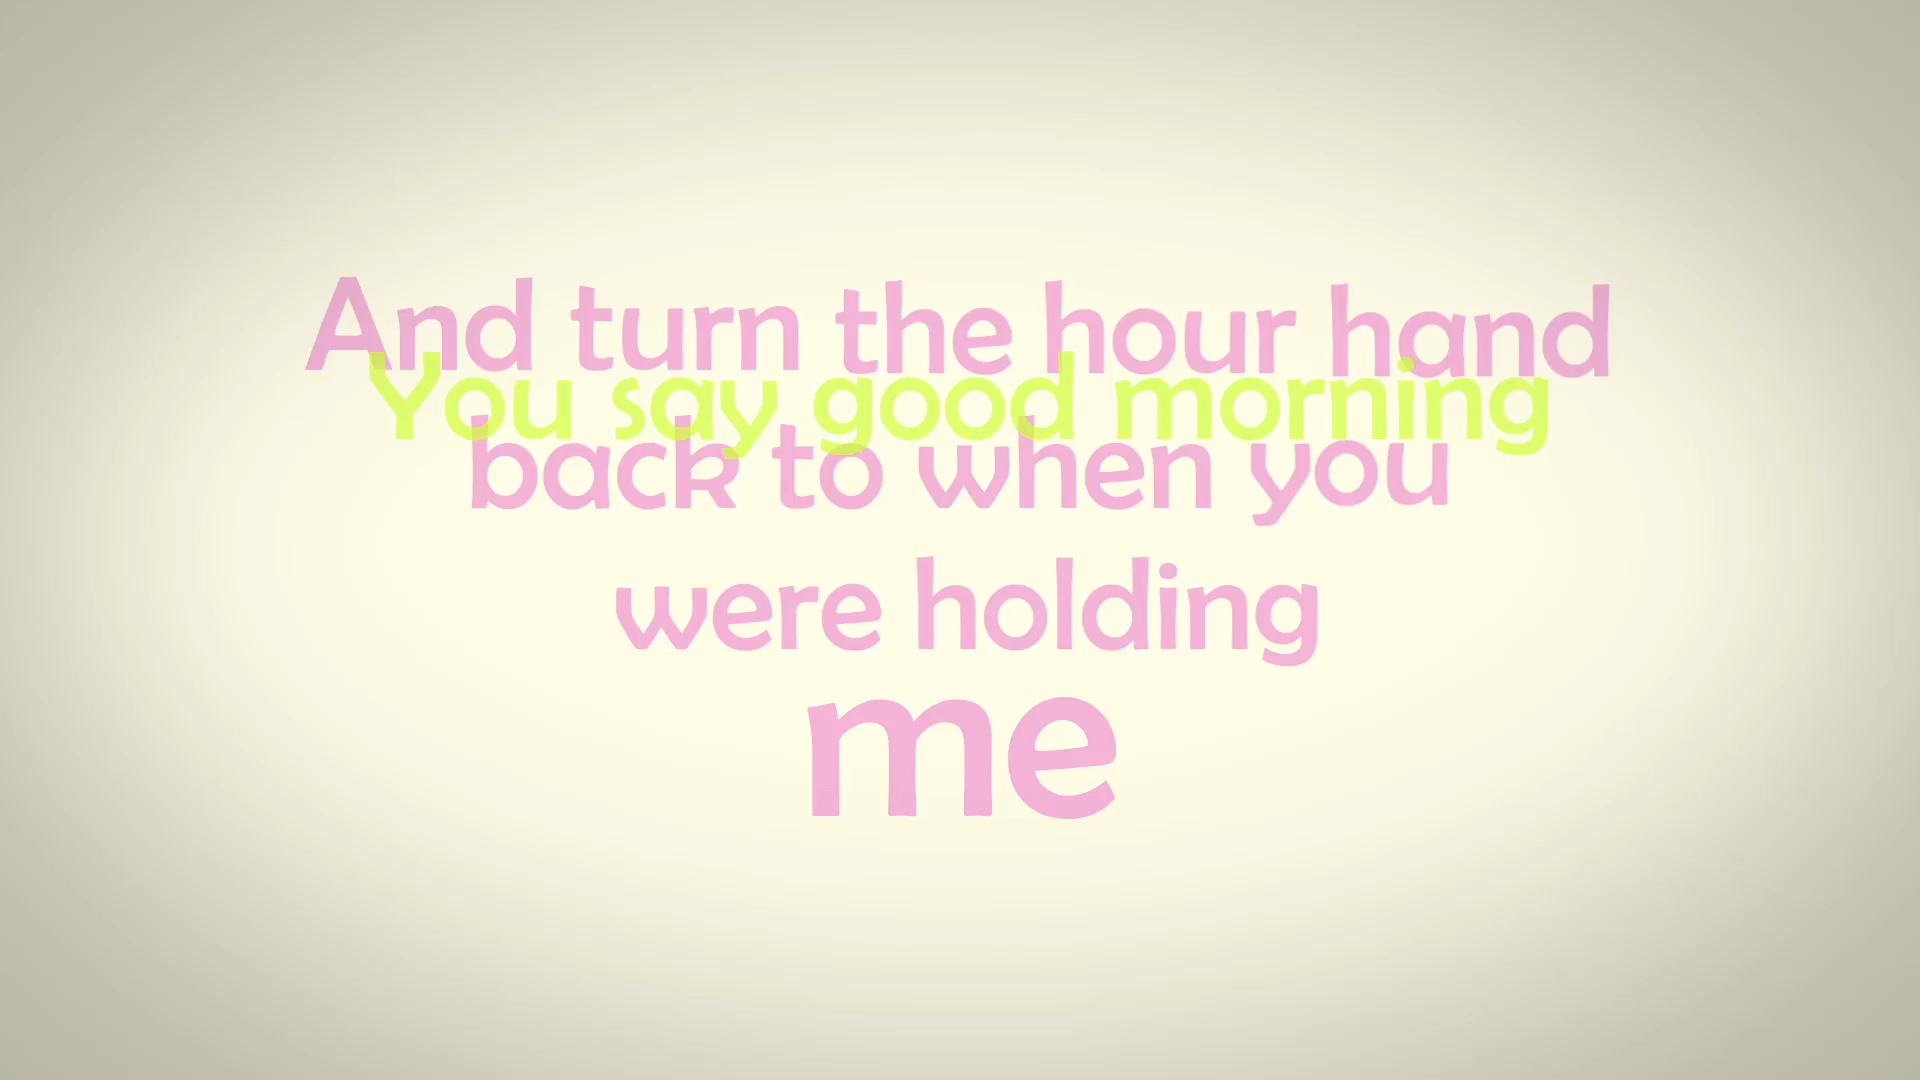 And turn the hour hand
You say good morning
back to when you
were holding
me